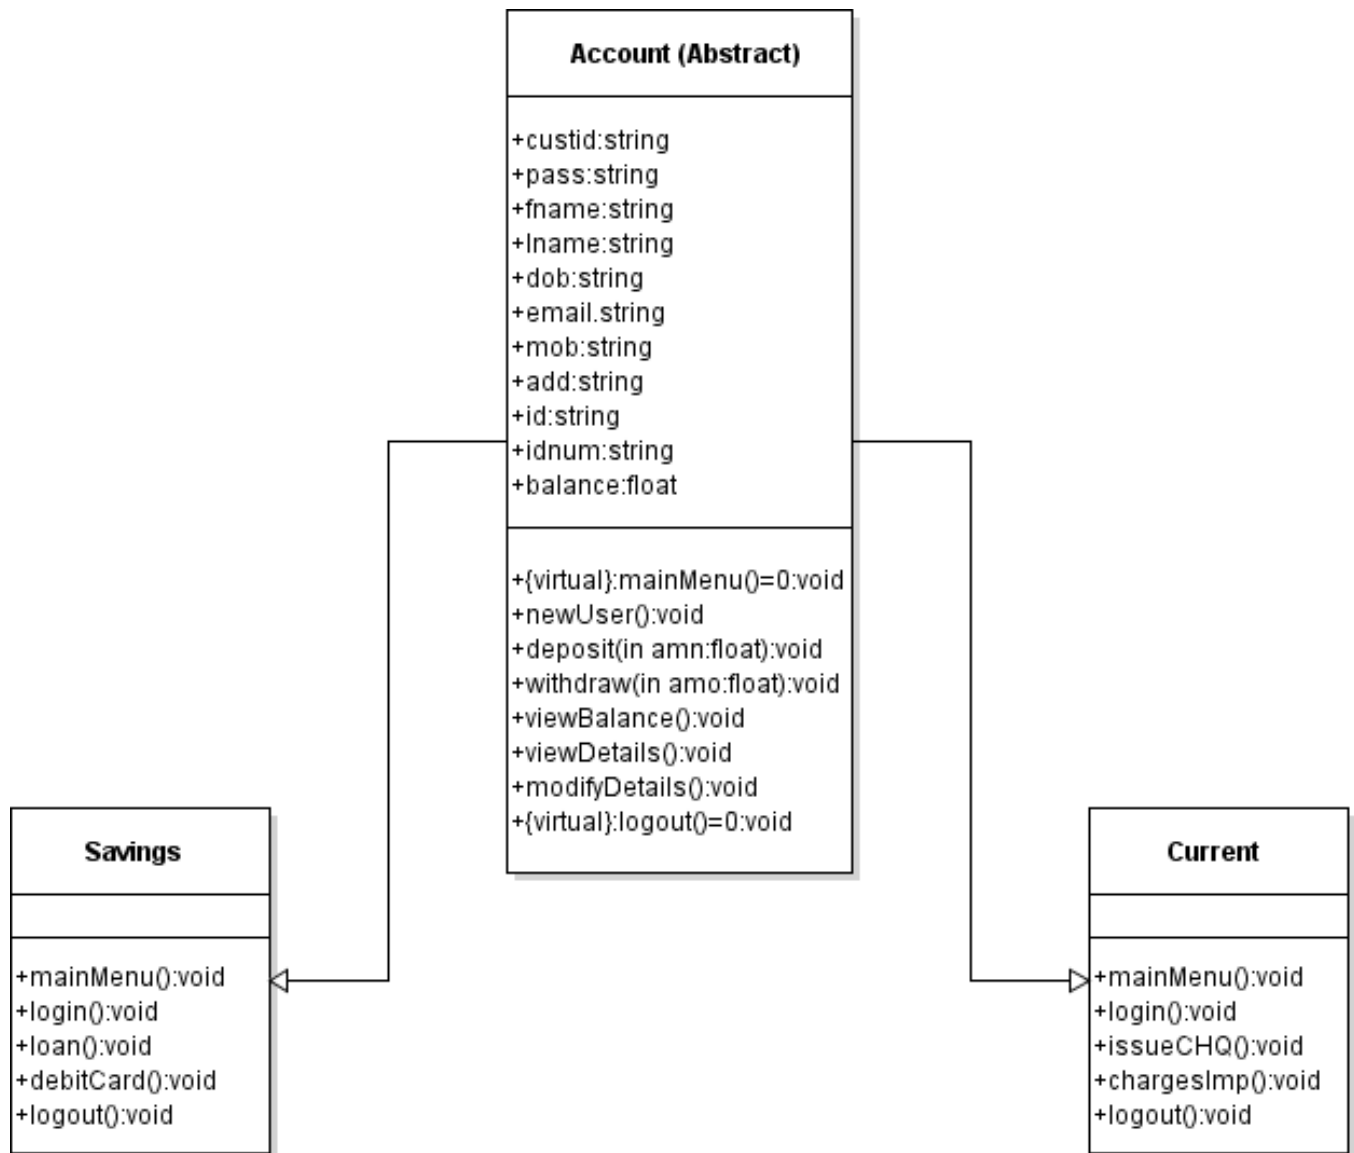 Account (Abstract)
+custid:string
+pass:string
+fname:string
+lname:string
+dob:string
+email.string
+mob:string
+add:string
+id:string
+idnum:string
+balance:float
+{virtual}:mainMenu()=0:void
+newUser():void
+deposit(in amn:float):void
+withdraw(in amo:float):void
+viewBalance():void
+viewDetails():void
+modifyDetails():void
+{virtual}:logout()=0:void
Savings
+mainMenu():void
+login():void
+loan():void
+debitCard():void
+logout():void
Current
+mainMenu():void
+login():void
+issueCHQ():void
+chargesImp():void
+logout():void